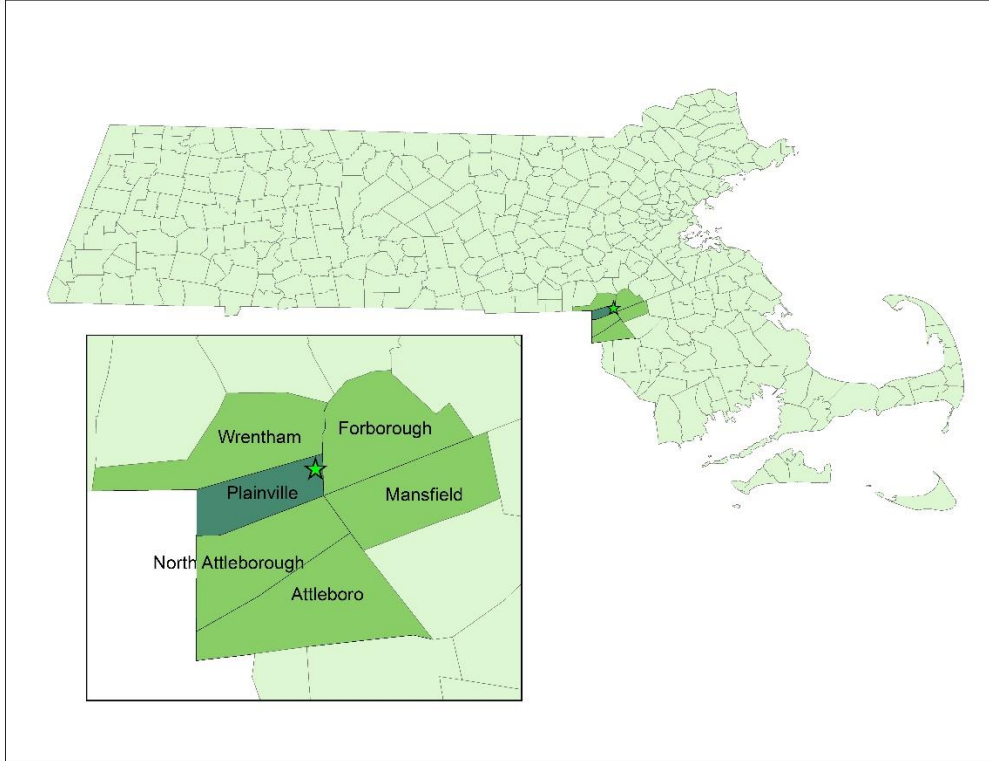 Wrentham
Forborough
Plainville
Mansfield
North Attleborough
Attleboro